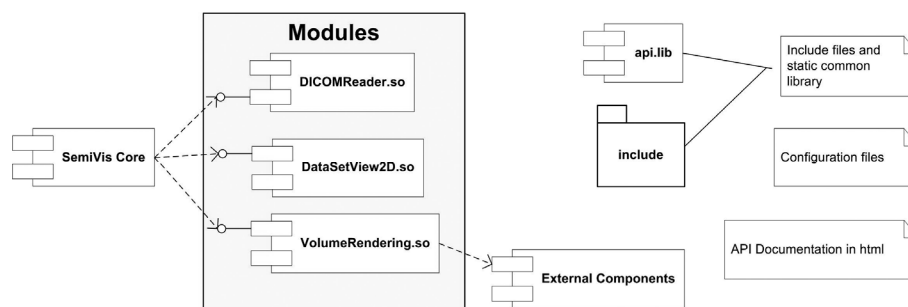 Modules
DICOMReader.so
SemiVis Core
DataSetView2D.so
VolumeRendering.so
External Components
api.lib
include
Include files and
static common
library
Configuration files
API Documentation in html